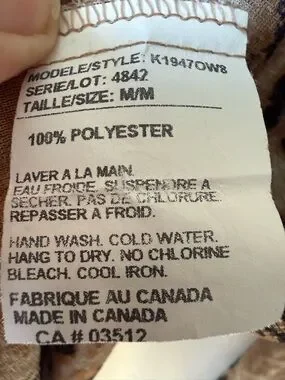 MODELE/STYLE: K1947OW8
SERIE/LOT: 4842
TAILLE/SIZE: M/M
100% POLYESTER
LAVER A LA MAIN.
EAU FROIDE. SUSPENDRE A
SECHER. PAS DE CHLORURE.
REPASSER A FROID.
HAND WASH. COLD WATER.
HANG TO DRY. NO CHLORINE
BLEACH. COOL IRON.
FABRIQUE AU CANADA
MADE IN CANADA
CA # 03512